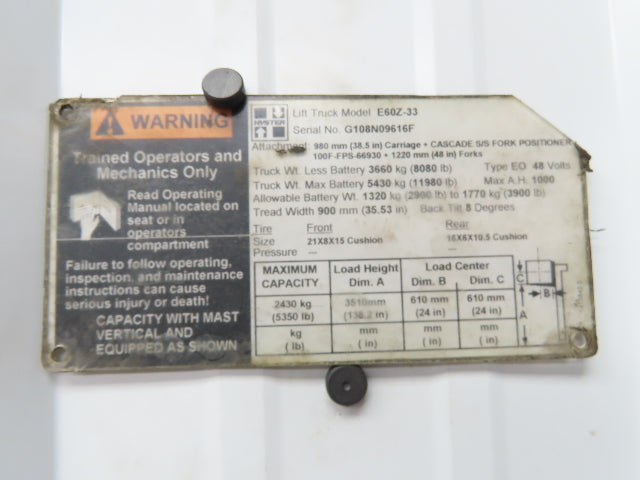 WARNING
Trained Operators and
Mechanics Only
Read Operating
Manual located on
seat or in
operators
compartment
Failure to follow operating,
inspection, and maintenance
instructions can cause
serious injury or death!
CAPACITY WITH MAST
VERTICAL AND
EQUIPPED AS SHOWN
HYSTER
Lift Truck Model E60Z-33
Serial No. G108N09616F
Attachment: 980 mm (38.5 in) Carriage + CASCADE S/S FORK POSITIONER
100F-FPS-66930 + 1220 mm (48 in) Forks
Truck Wt. Less Battery 3660 kg (8080 lb) Type EO 48 Volts
Truck Wt. Max Battery 5430 kg (11980 lb) Max A.H. 1000
Allowable Battery Wt. 1320 kg (2900 lb) to 1770 kg (3900 lb)
Tread Width 900 mm (35.53 in) Back Tilt 8 Degrees
Tire Front Rear
Size 21X8X15 Cushion 16X6X10.5 Cushion
Pressure — —
MAXIMUM CAPACITY Load Height Dim. A Load Center Dim. B Dim. C
2430 kg 3510mm 610 mm 610 mm
(5350 lb) (138.2 in) (24 in) (24 in)
kg mm mm mm
( lb) ( in) ( in) ( in)
C
B
A